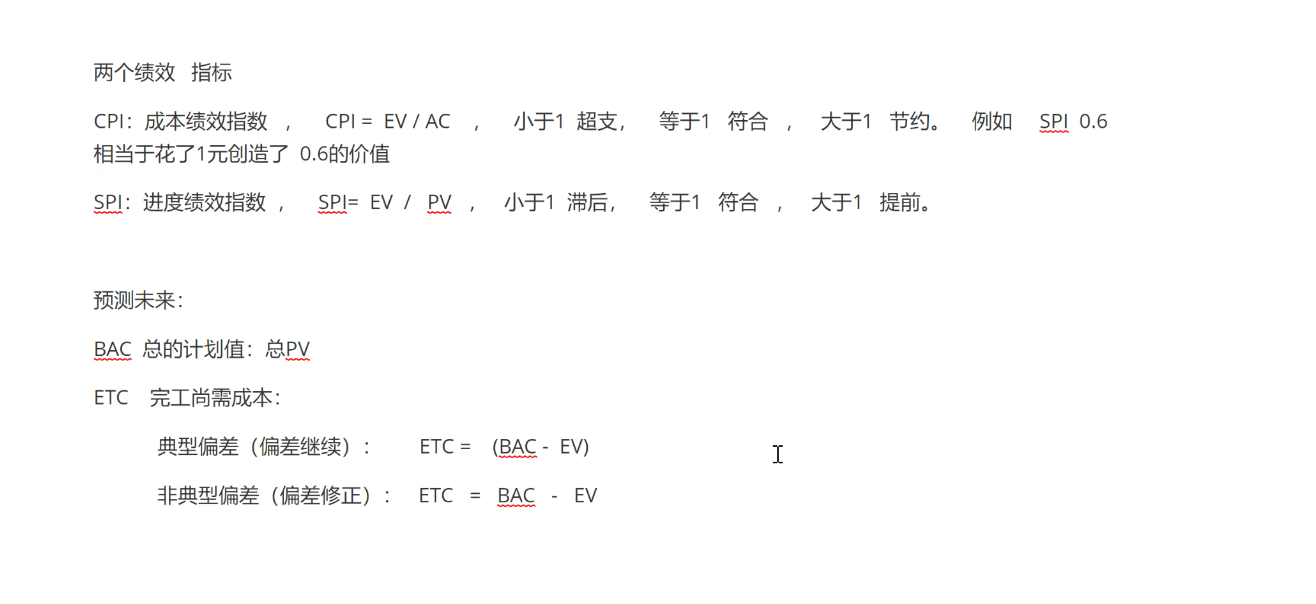 两个绩效 指标
CPI：成本绩效指数 ， CPI = EV / AC ， 小于1 超支， 等于1 符合 ， 大于1 节约。 例如 SPI 0.6
相当于花了1元创造了 0.6的价值
SPI：进度绩效指数 ， SPI= EV / PV ， 小于1 滞后， 等于1 符合 ， 大于1 提前。
预测未来：
BAC 总的计划值：总PV
ETC 完工尚需成本：
典型偏差（偏差继续）： ETC = (BAC - EV)
非典型偏差（偏差修正）： ETC = BAC - EV